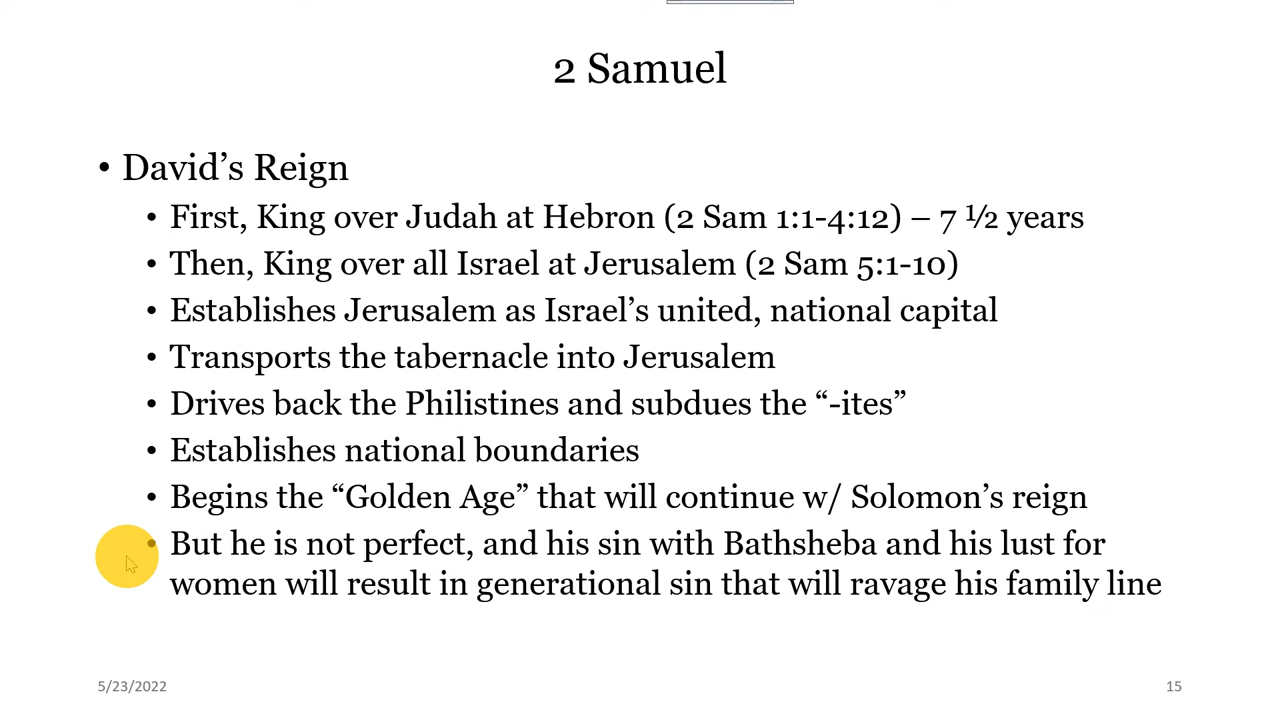 2 Samuel
• David’s Reign
• First, King over Judah at Hebron (2 Sam 1:1-4:12) – 7 ½ years
• Then, King over all Israel at Jerusalem (2 Sam 5:1-10)
• Establishes Jerusalem as Israel’s united, national capital
• Transports the tabernacle into Jerusalem
• Drives back the Philistines and subdues the “-ites”
• Establishes national boundaries
• Begins the “Golden Age” that will continue w/ Solomon’s reign
• But he is not perfect, and his sin with Bathsheba and his lust for
women will result in generational sin that will ravage his family line
5/23/2022
15